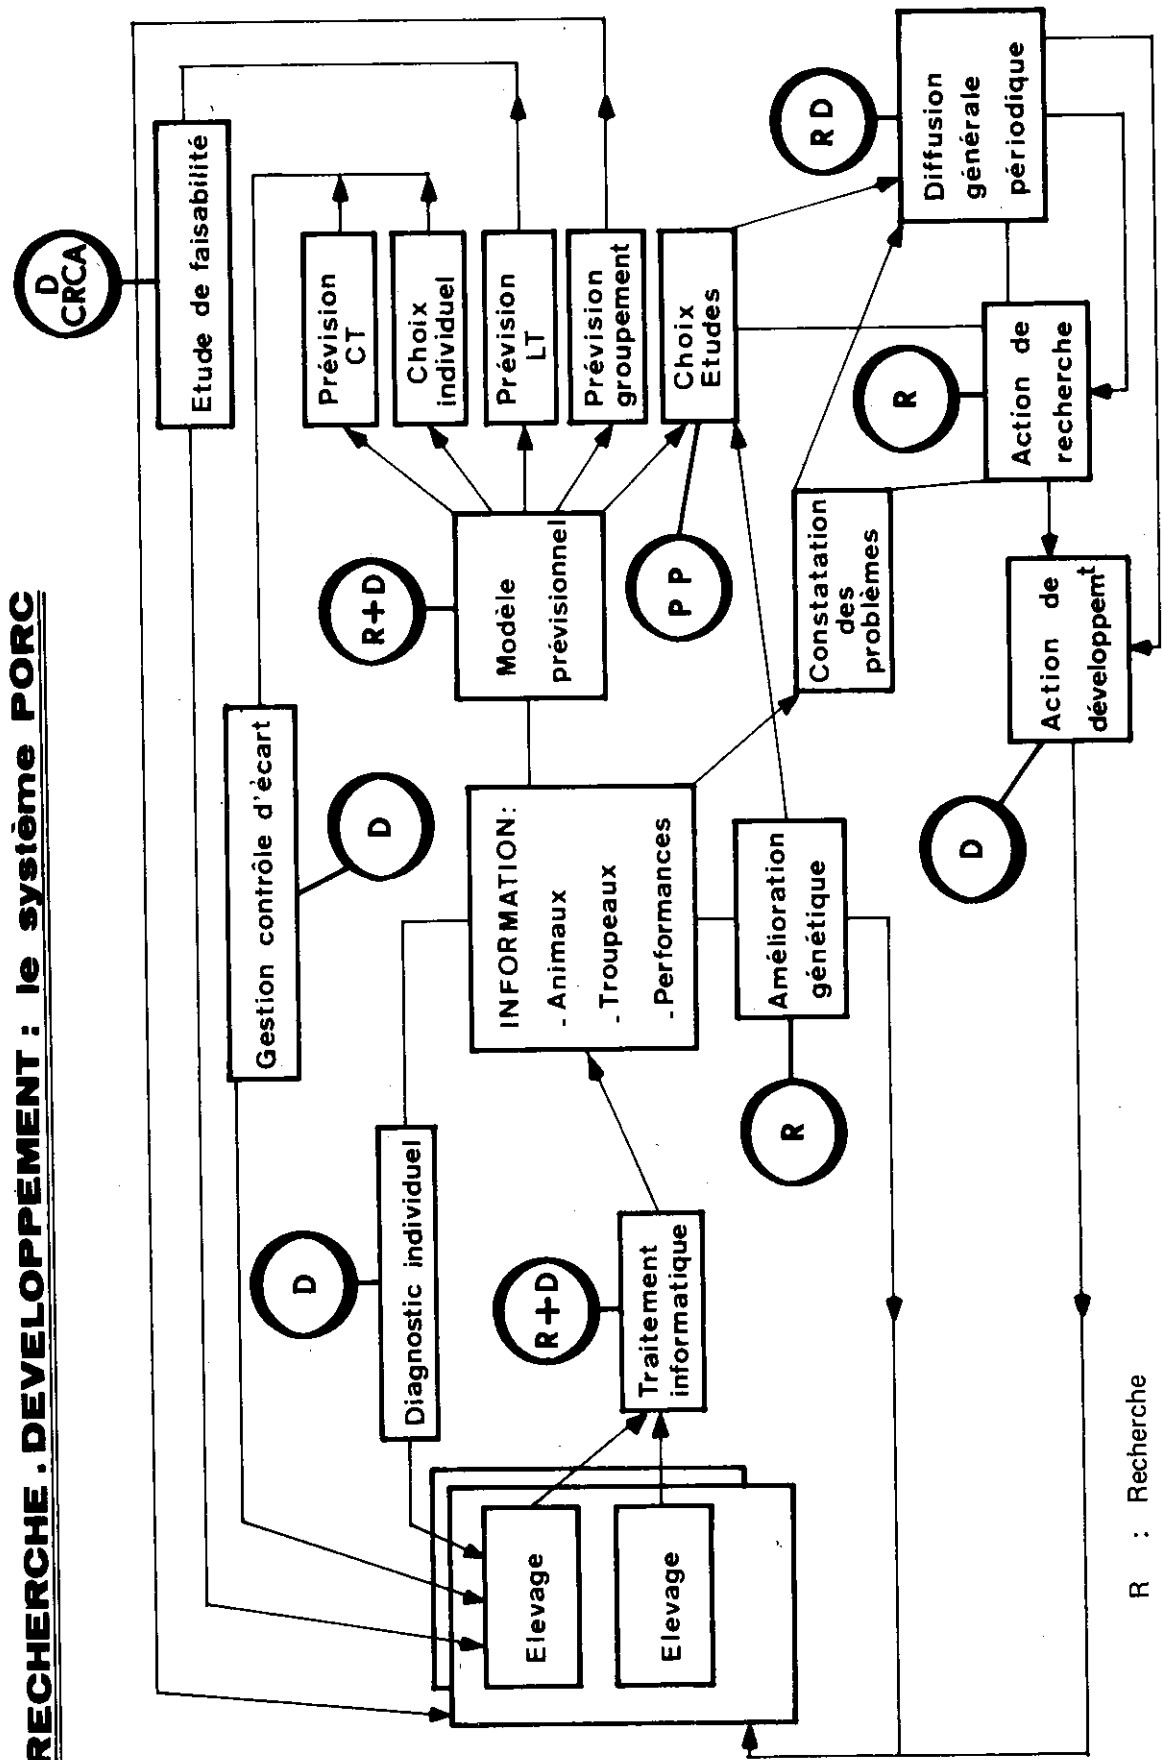 RECHERCHE.DEVELOPPEMENT : le système PORC
D
CRCA
Etude de faisabilité
Gestion contrôle d'écart
D
Prévision
CT
Choix
individuel
Prévision
LT
Prévision
groupement
Choix
Etudes
R+D
Modèle
prévisionnel
P P
D
Diagnostic individuel
INFORMATION:
- Animaux
- Troupeaux
- Performances
R+D
Traitement
informatique
Elevage
Elevage
Amélioration
génétique
R
Constatation
des
problèmes
R D
Diffusion
générale
périodique
R
Action de
recherche
Action de
développemt
D
R : Recherche